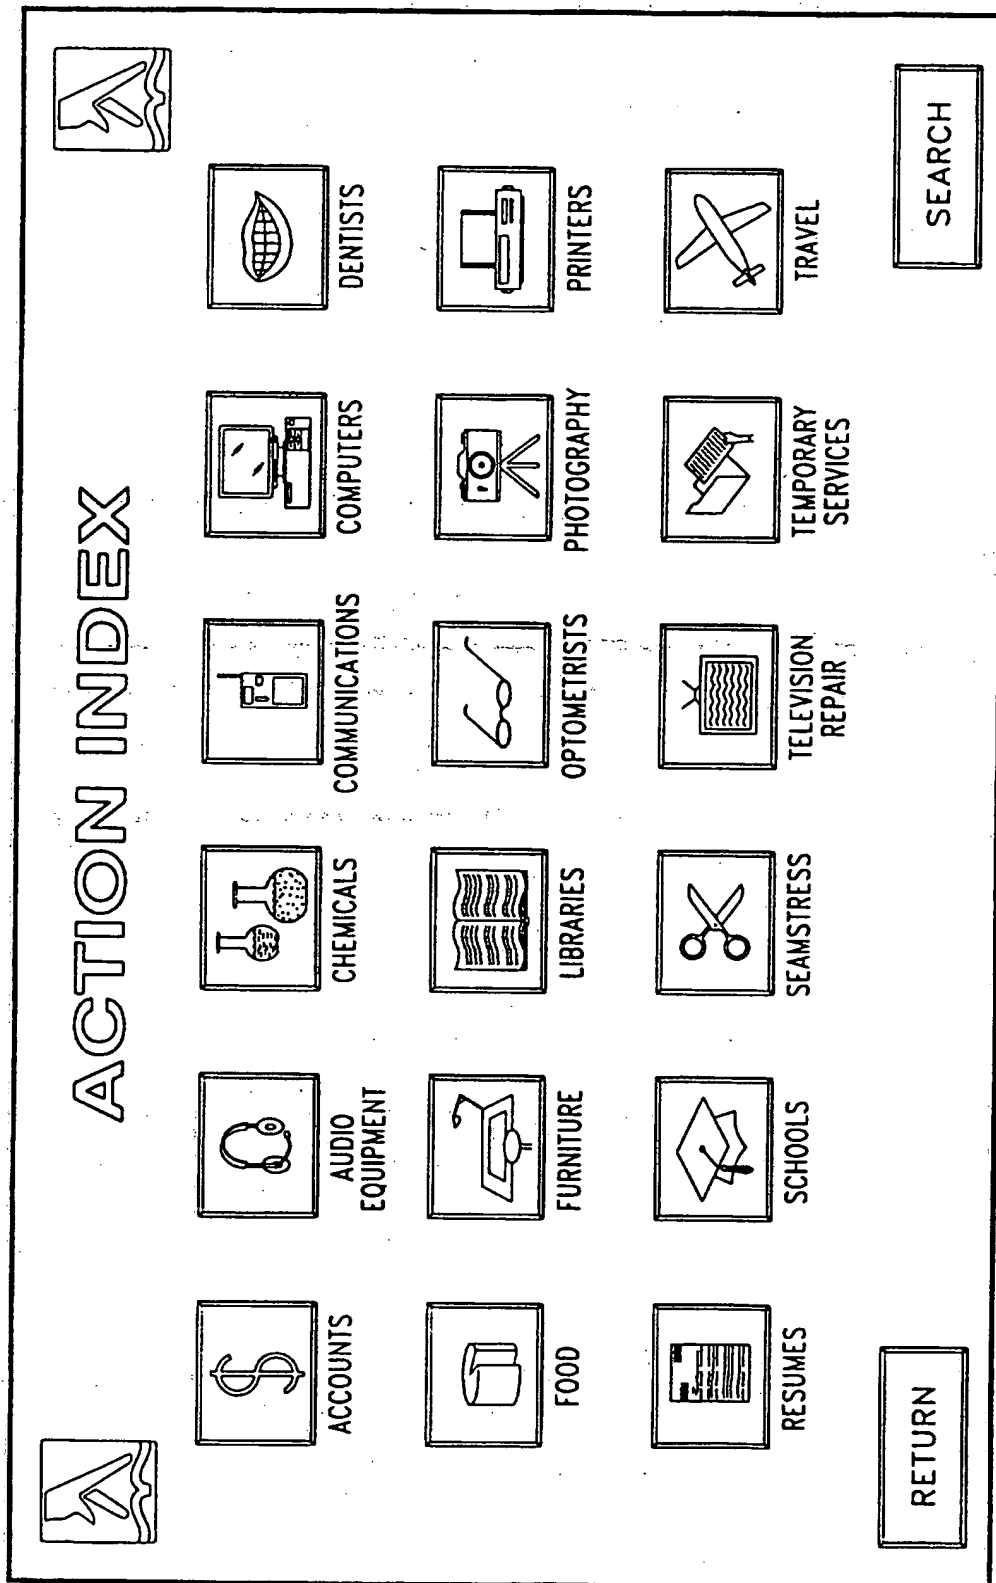 ACTION INDEX
ACCOUNTS
AUDIO
EQUIPMENT
CHEMICALS
COMMUNICATIONS
COMPUTERS
DENTISTS
FOOD
FURNITURE
LIBRARIES
OPTOMETRISTS
PHOTOGRAPHY
PRINTERS
RESUMES
SCHOOLS
SEAMSTRESS
TELEVISION
REPAIR
TEMPORARY
SERVICES
TRAVEL
RETURN
SEARCH